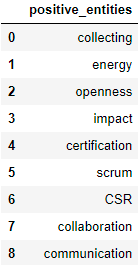 positive_entities
0 collecting
1 energy
2 openness
3 impact
4 certification
5 scrum
6 CSR
7 collaboration
8 communication